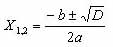 X₁,₂ = (-b ± √D) / 2a